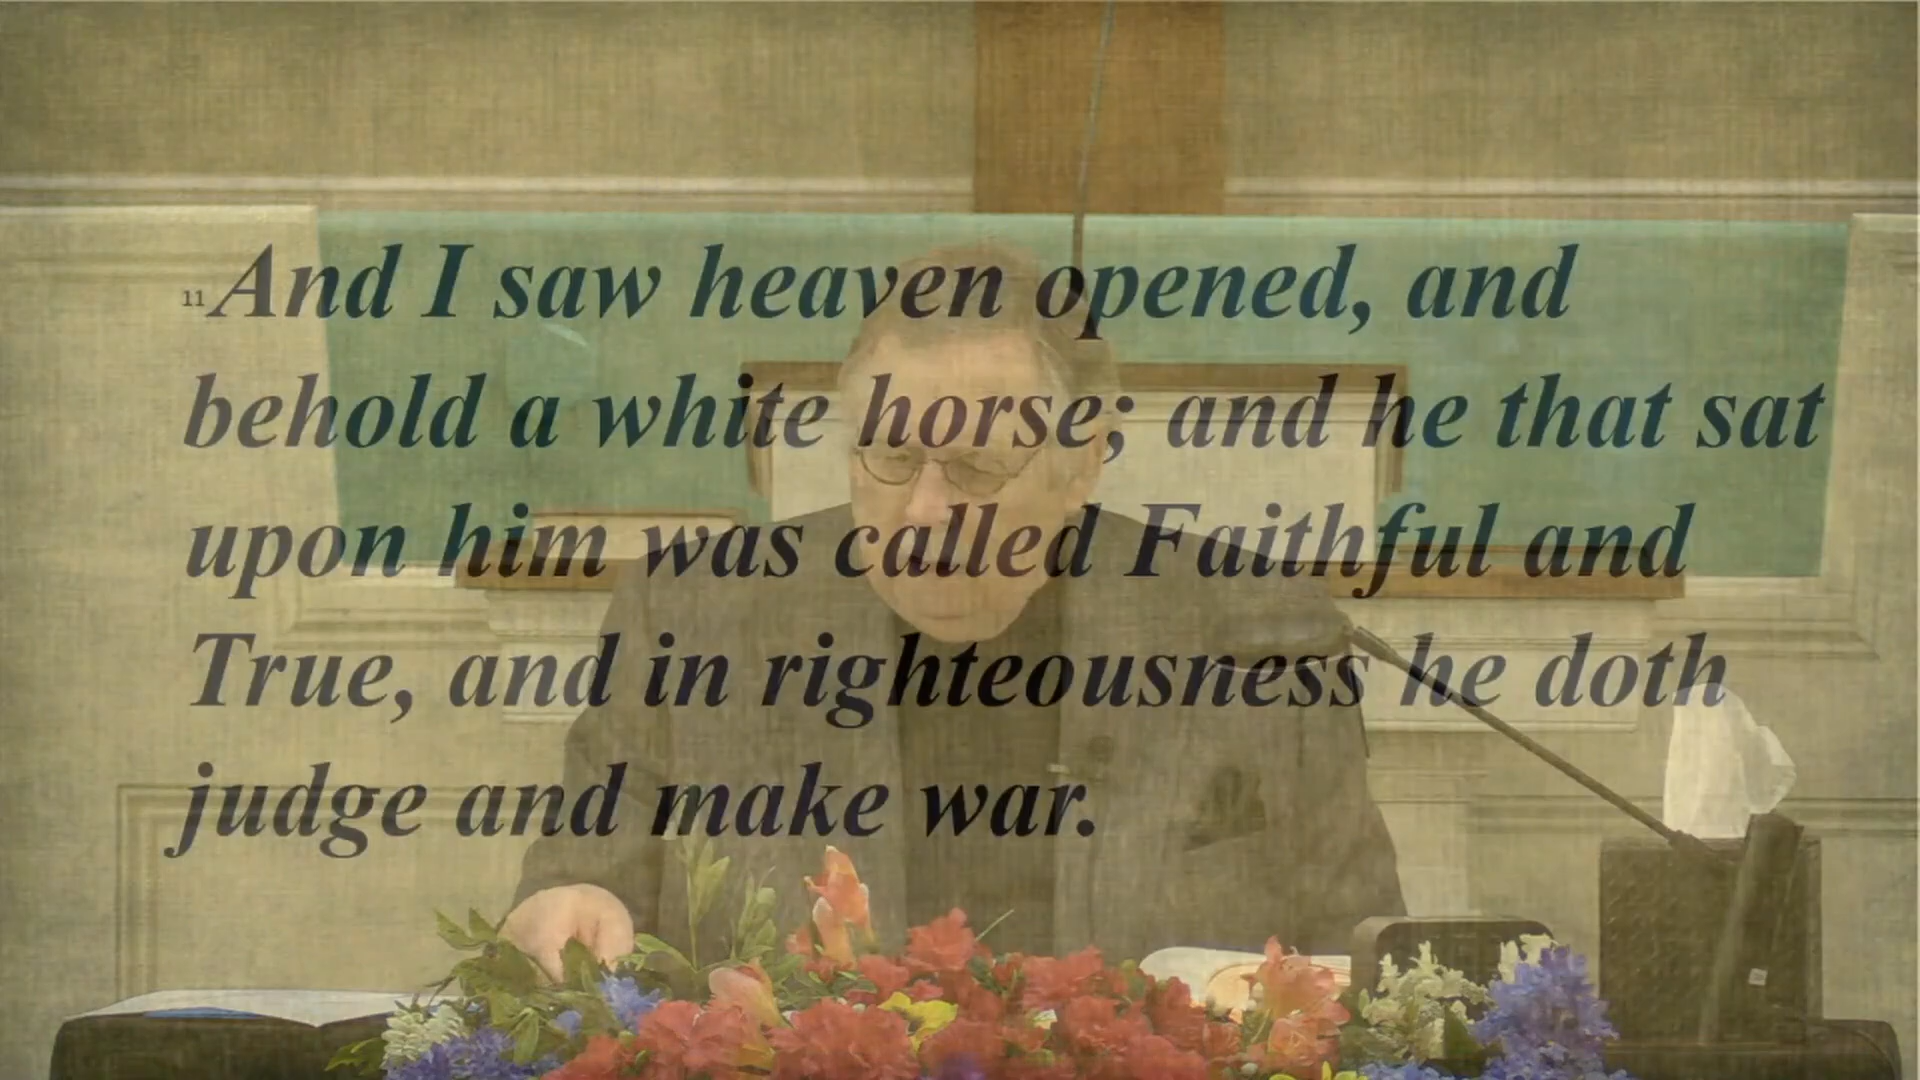 11 And I saw heaven opened, and
behold a white horse; and he that sat
upon him was called Faithful and
True, and in righteousness he doth
judge and make war.